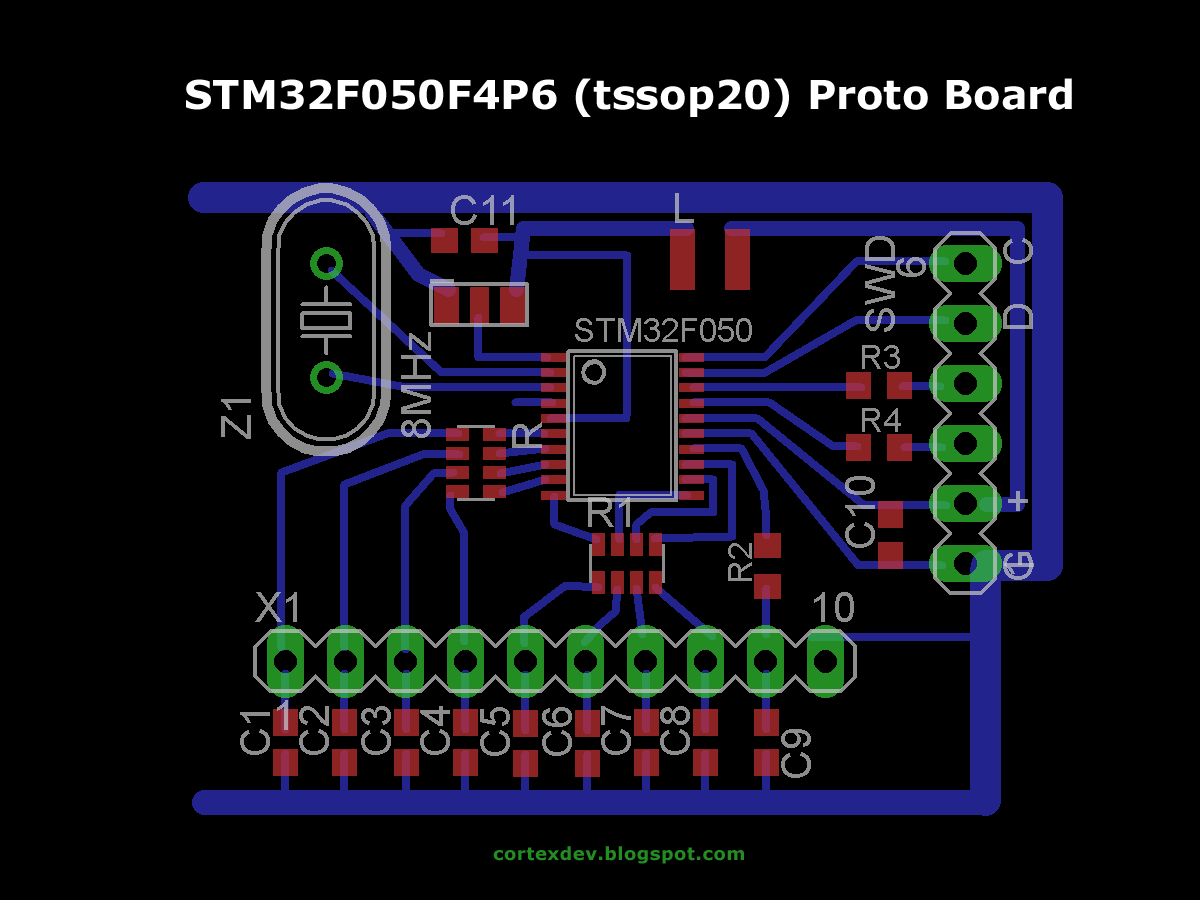 STM32F050F4P6 (tssop20) Proto Board
C11
L
SWD
6
C
D
STM32F050
R3
8MHz
Z1
R
R4
C10
+
R1
R2
G
X1
10
1
C1
C2
C3
C4
C5
C6
C7
C8
C9
cortexdev.blogspot.com